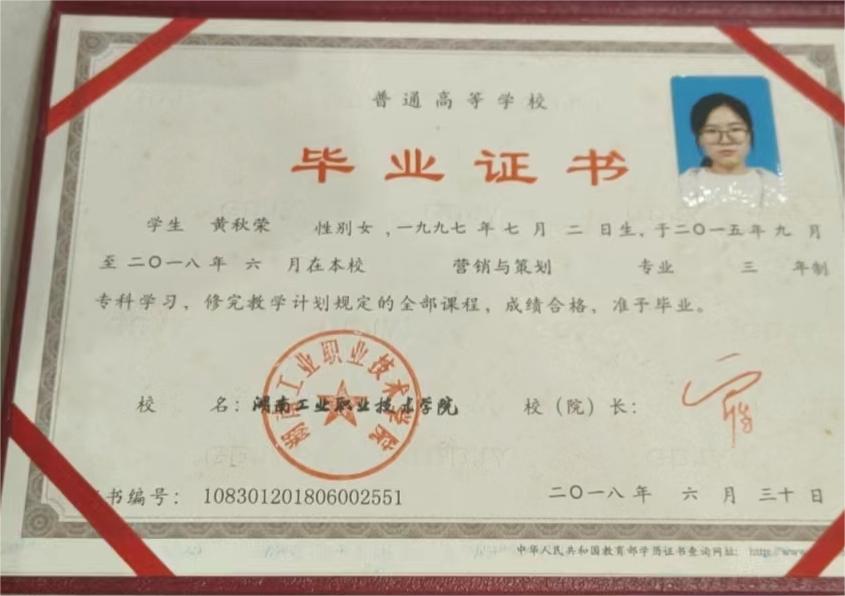 普通高等学校
毕业证书
学生 黄秋荣 性别女，一九九七年七月二日生，于二〇一五年九月
至二〇一八年六月在本校 营销与策划 专业 三年制
专科学习，修完教学计划规定的全部课程，成绩合格，准予毕业。
湖南工业职业技术学院
校名：湖南工业职业技术学院 校（院）长：
书编号：108301201806002551 二〇一八年六月三十日
中华人民共和国教育部学历证书查询网址：http://www.